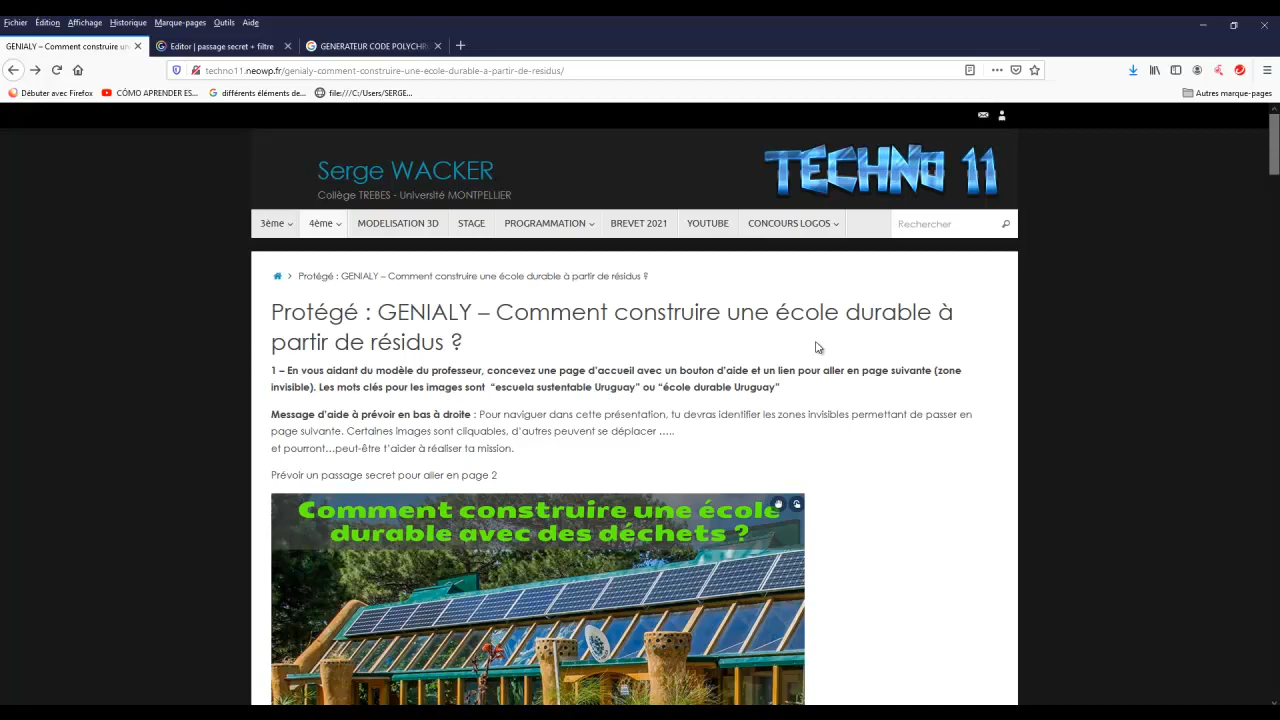 Fichier Édition Affichage Historique Marque-pages Outils Aide
GENIALY – Comment construire un
Editor | passage secret + filtre
GENERATEUR CODE POLYCHR
techno11.neowp.fr/genialy-comment-construire-une-ecole-durable-a-partir-de-residus/
Débuter avec Firefox
CÓMO APRENDER ES...
différents éléments de...
file:///C:/Users/SERGE...
Autres marque-pages
Serge WACKER
Collège TREBES - Université MONTPELLIER
TECHNO 11
3ème 4ème MODELISATION 3D STAGE PROGRAMMATION BREVET 2021 YOUTUBE CONCOURS LOGOS Rechercher
Protégé : GENIALY – Comment construire une école durable à partir de résidus ?
Protégé : GENIALY – Comment construire une école durable à
partir de résidus ?
1 – En vous aidant du modèle du professeur, concevez une page d’accueil avec un bouton d’aide et un lien pour aller en page suivante (zone
invisible). Les mots clés pour les images sont “escuela sustentable Uruguay” ou “école durable Uruguay”
Message d’aide à prévoir en bas à droite : Pour naviguer dans cette présentation, tu devras identifier les zones invisibles permettant de passer en
page suivante. Certaines images sont cliquables, d’autres peuvent se déplacer …..
et pourront…peut-être t’aider à réaliser ta mission.
Prévoir un passage secret pour aller en page 2
Comment construire une école
durable avec des déchets ?